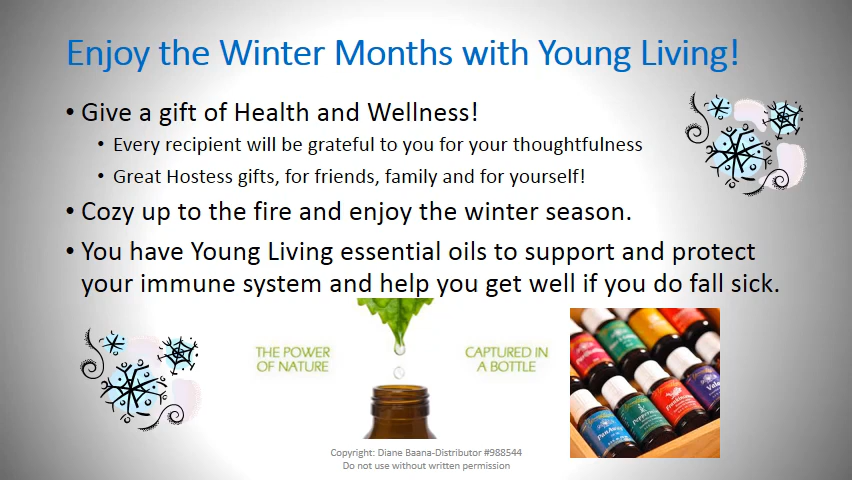 Enjoy the Winter Months with Young Living!
• Give a gift of Health and Wellness!
• Every recipient will be grateful to you for your thoughtfulness
• Great Hostess gifts, for friends, family and for yourself!
• Cozy up to the fire and enjoy the winter season.
• You have Young Living essential oils to support and protect
your immune system and help you get well if you do fall sick.
THE POWER
OF NATURE
CAPTURED IN
A BOTTLE
PanAway
Peppermint
Frankincense
Copyright: Diane Baana-Distributor #988544
Do not use without written permission